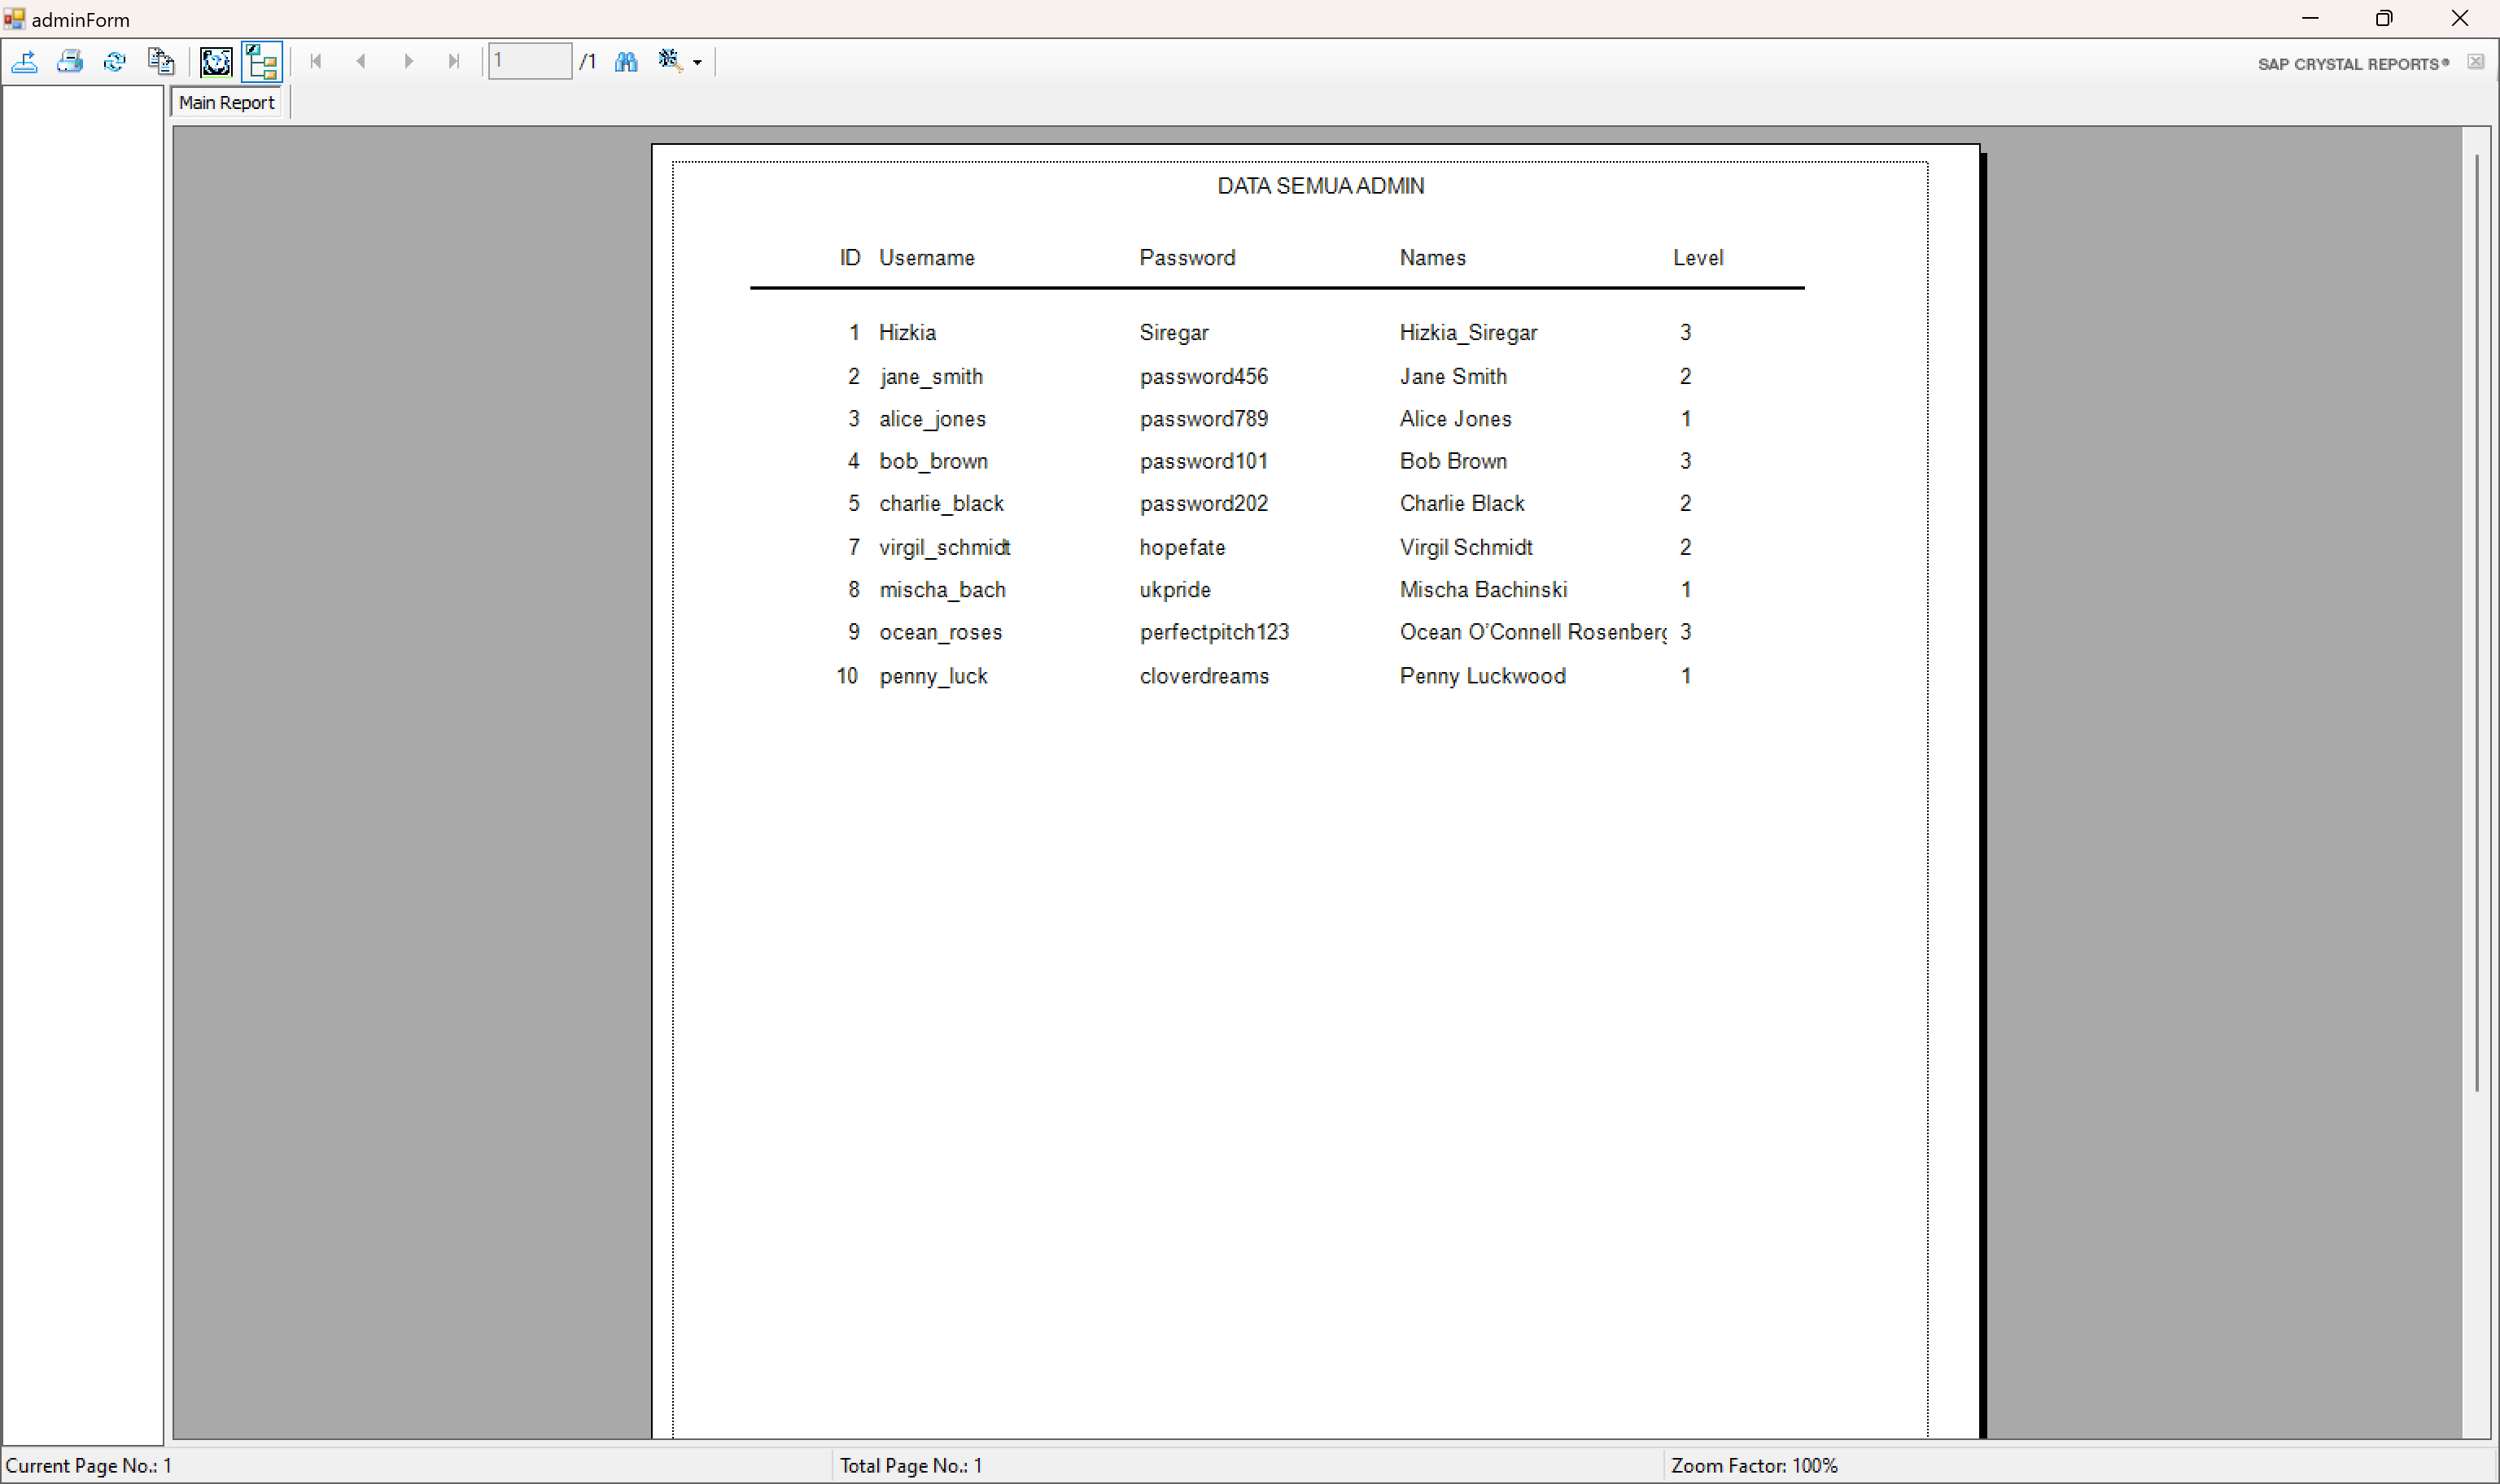 adminForm
1 /1
SAP CRYSTAL REPORTS®
Main Report
DATA SEMUA ADMIN
ID Username Password Names Level
1 Hizkia Siregar Hizkia_Siregar 3
2 jane_smith password456 Jane Smith 2
3 alice_jones password789 Alice Jones 1
4 bob_brown password101 Bob Brown 3
5 charlie_black password202 Charlie Black 2
7 virgil_schmidt hopefate Virgil Schmidt 2
8 mischa_bach ukpride Mischa Bachinski 1
9 ocean_roses perfectpitch123 Ocean O’Connell Rosenberg 3
10 penny_luck cloverdreams Penny Luckwood 1
Current Page No.: 1 Total Page No.: 1 Zoom Factor: 100%